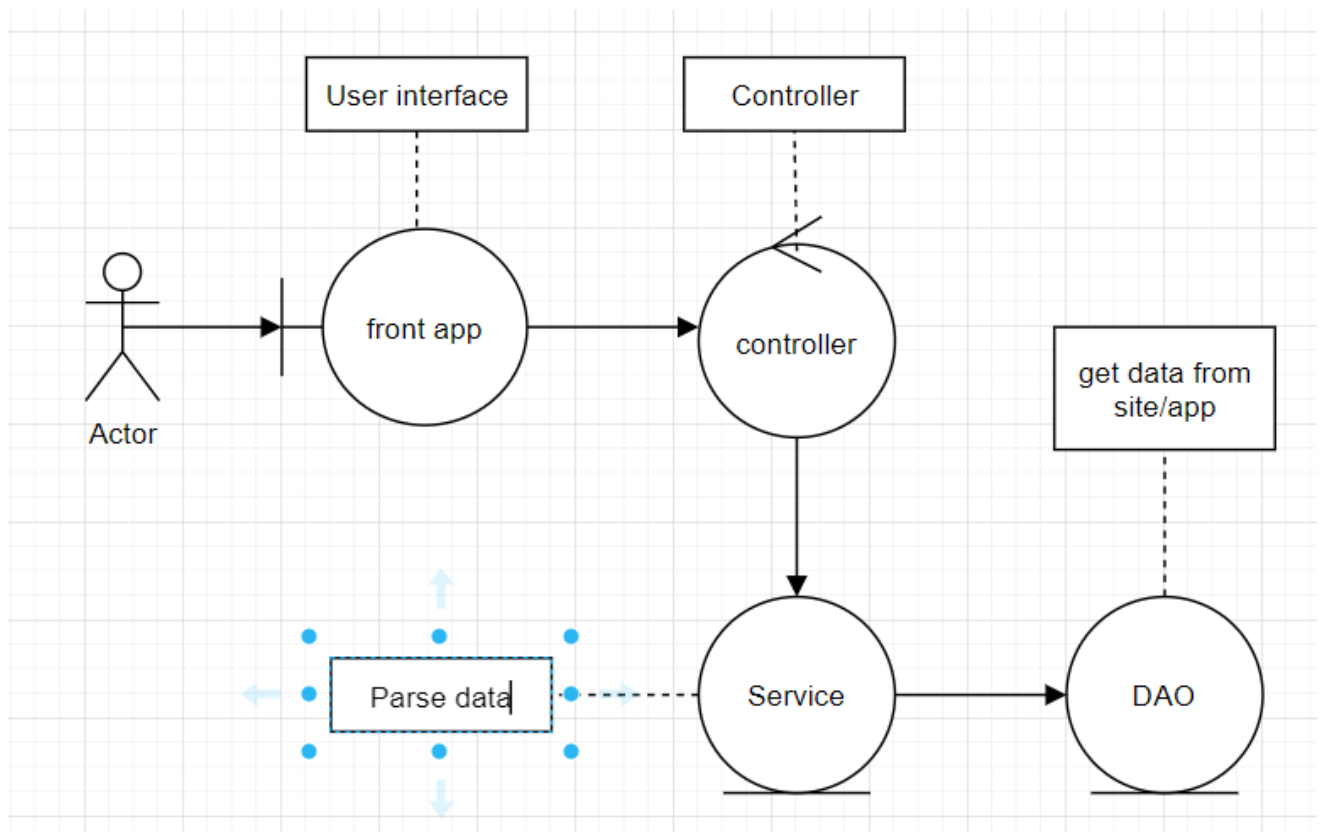 User interface
Controller
front app
controller
Actor
get data from
site/app
Parse data
Service
DAO